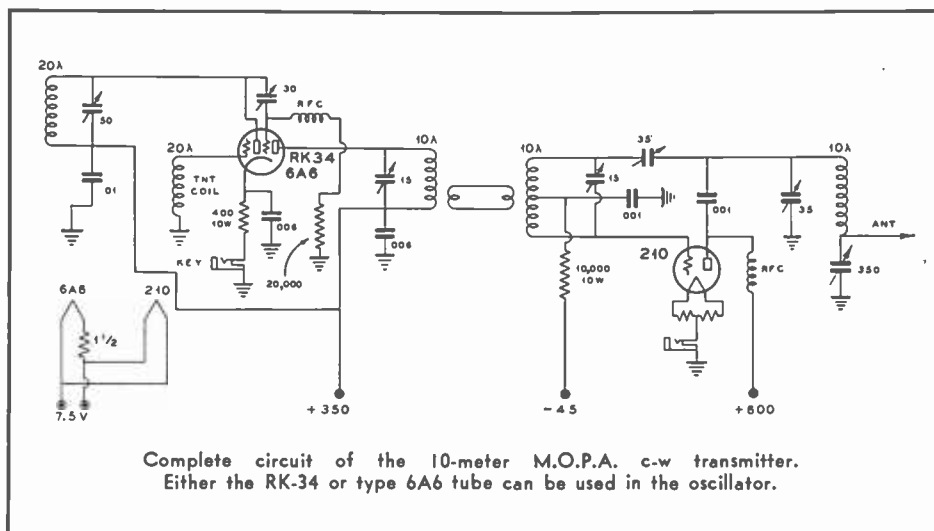 20λ
50
01
20λ
TNT
COIL
30
RFC
RK34
6A6
400
10W
006
KEY
20,000
10λ
15
006
+350
6A6
210
1 1/2
7.5 V
10λ
35
15
001
001
10λ
35
ANT
350
210
RFC
10,000
10W
-45
+600
Complete circuit of the 10-meter M.O.P.A. c-w transmitter.
Either the RK-34 or type 6A6 tube can be used in the oscillator.